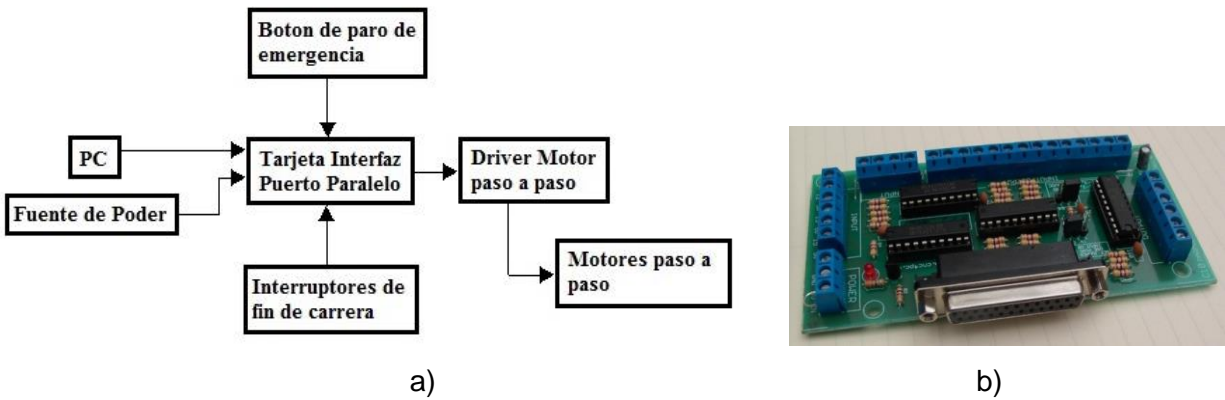 Boton de paro de
emergencia
PC
Tarjeta Interfaz
Puerto Paralelo
Driver Motor
paso a paso
Fuente de Poder
Interruptores de
fin de carrera
Motores paso a
paso
INPUT
POWER
a)
b)